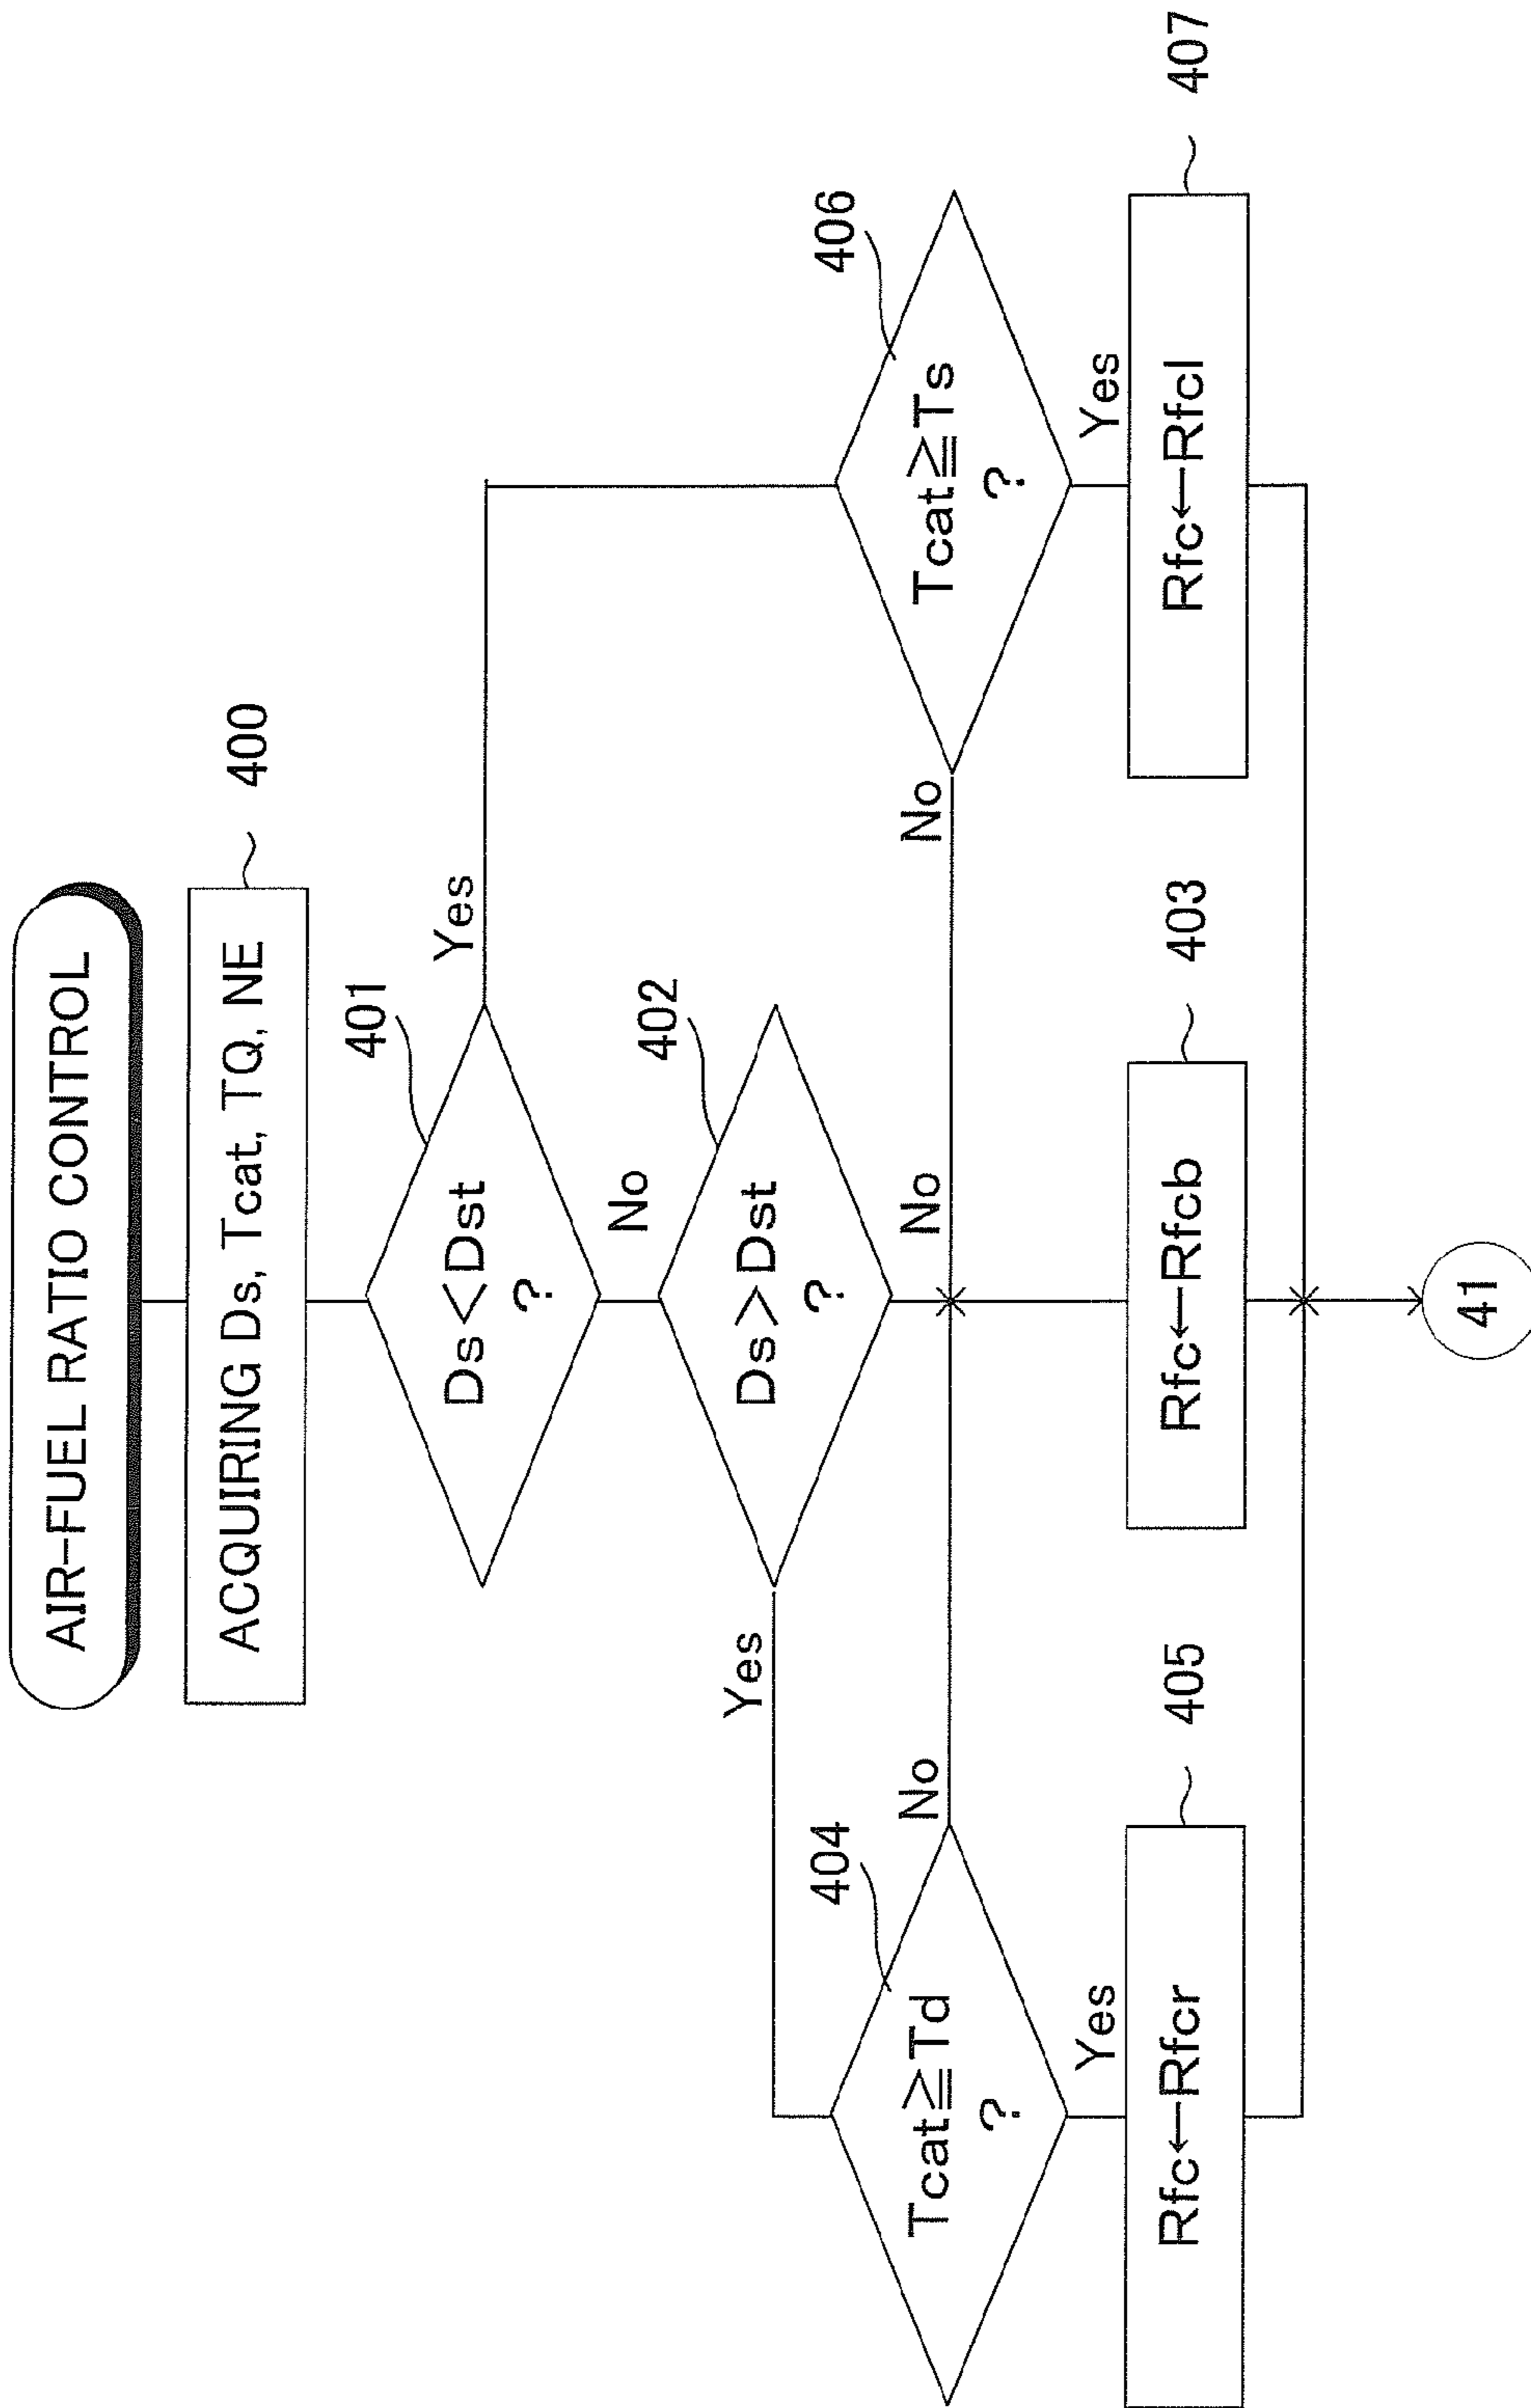 AIR-FUEL RATIO CONTROL
ACQUIRING Ds, Tcat, TQ, NE
400
401
Ds<Dst
?
Yes
No
402
Ds>Dst
?
Yes
No
404
Tcat≧Td
?
No
Yes
406
Tcat≧Ts
?
No
Yes
Rfc←Rfcr
405
Rfc←Rfcb
403
Rfc←Rfcl
407
41